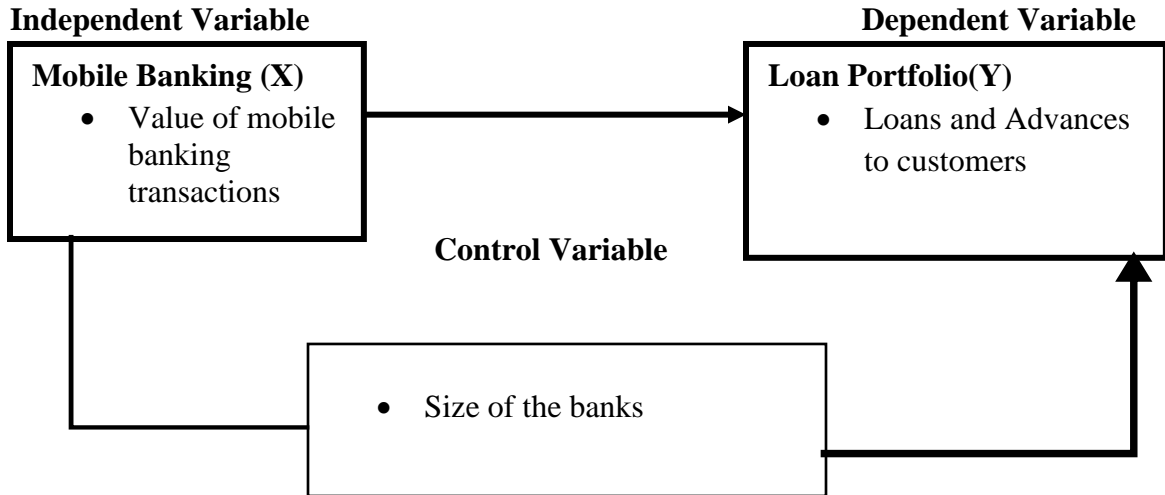 Independent Variable
Dependent Variable
Mobile Banking (X)
• Value of mobile
banking
transactions
Loan Portfolio(Y)
• Loans and Advances
to customers
Control Variable
• Size of the banks